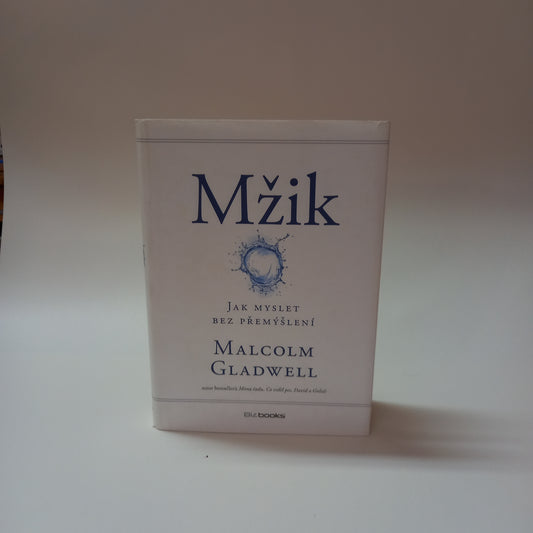 Mžik
JAK MYSLET
BEZ PŘEMÝŠLENÍ
MALCOLM
GLADWELL
autor bestsellerů Mimo řadu, Co viděl pes, David a Goliáš
BIZbooks